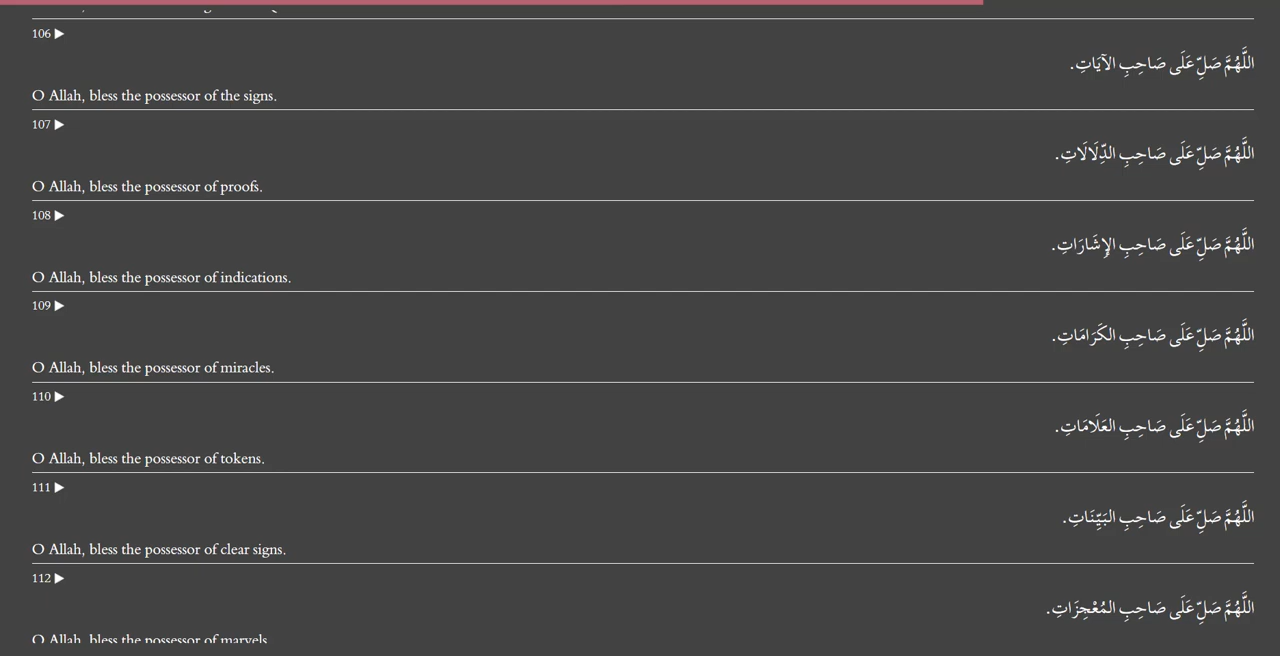 106 ▶
اللَّهُمَّ صَلِّ عَلَى صَاحِبِ الآيَاتِ.
O Allah, bless the possessor of the signs.
107 ▶
اللَّهُمَّ صَلِّ عَلَى صَاحِبِ الدِّلَالَاتِ.
O Allah, bless the possessor of proofs.
108 ▶
اللَّهُمَّ صَلِّ عَلَى صَاحِبِ الإِشَارَاتِ.
O Allah, bless the possessor of indications.
109 ▶
اللَّهُمَّ صَلِّ عَلَى صَاحِبِ الكَرَامَاتِ.
O Allah, bless the possessor of miracles.
110 ▶
اللَّهُمَّ صَلِّ عَلَى صَاحِبِ العَلَامَاتِ.
O Allah, bless the possessor of tokens.
111 ▶
اللَّهُمَّ صَلِّ عَلَى صَاحِبِ البَيِّنَاتِ.
O Allah, bless the possessor of clear signs.
112 ▶
اللَّهُمَّ صَلِّ عَلَى صَاحِبِ المُعْجِزَاتِ.
O Allah, bless the possessor of marvels